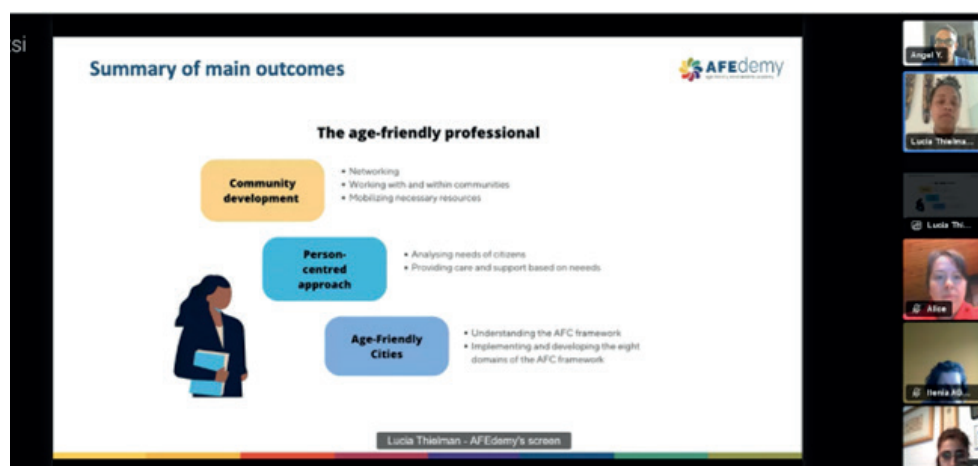 si
Summary of main outcomes
AFEdemy
The age-friendly professional
Community
development
• Networking
• Working with and within communities
• Mobilizing necessary resources
Person-
centred
approach
• Analysing needs of citizens
• Providing care and support based on neeeds
Age-Friendly
Cities
• Understanding the AFC framework
• Implementing and developing the eight
domains of the AFC framework
Lucia Thielman - AFEdemy's screen
Angel Y.
Lucia Thielma...
Lucia Thi...
Alice